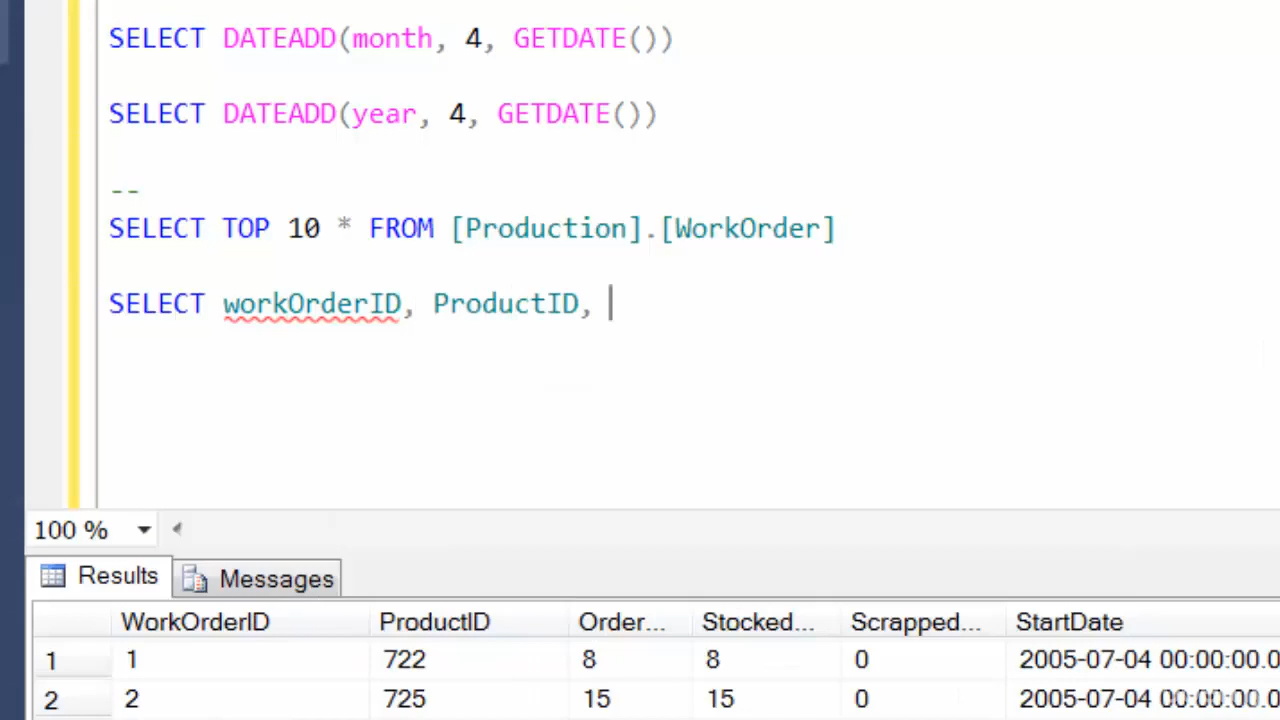 SELECT DATEADD(month, 4, GETDATE())
SELECT DATEADD(year, 4, GETDATE())
--
SELECT TOP 10 * FROM [Production].[WorkOrder]
SELECT workOrderID, ProductID,
100 %
Results Messages
WorkOrderID ProductID Order... Stocked... Scrapped... StartDate
1 1 722 8 8 0 2005-07-04 00:00:00.0
2 2 725 15 15 0 2005-07-04 00:00:00.0